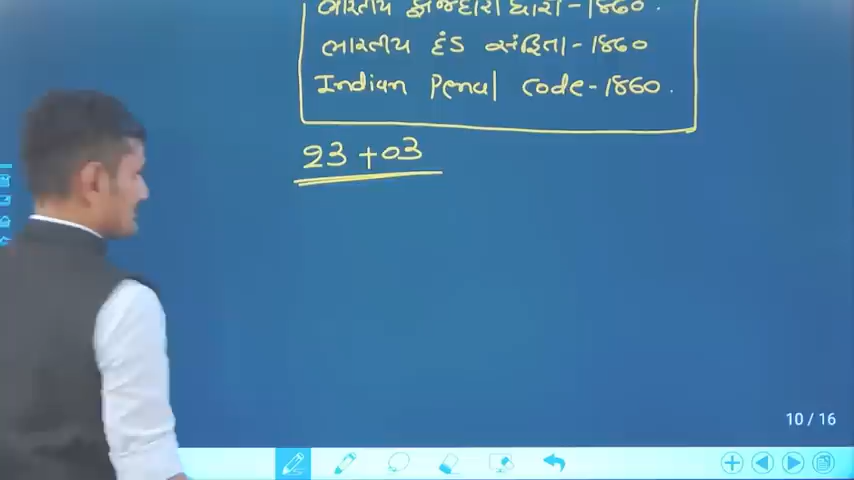 ભારતીય ફોજદારી ધારો - 1860.
ભારતીય દંડ સંહિતા - 1860
Indian Penal Code - 1860.
23 + 03
10 / 16